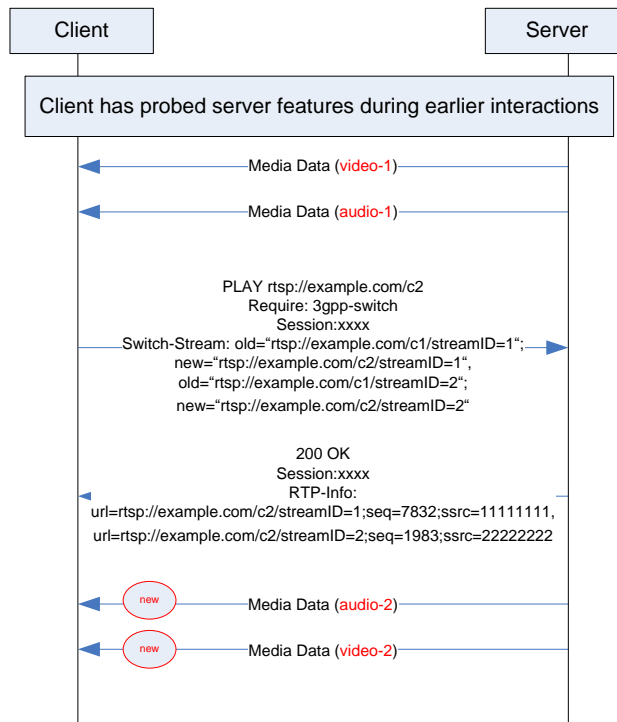 Client
Server
Client has probed server features during earlier interactions
Media Data (video-1)
Media Data (audio-1)
PLAY rtsp://example.com/c2
Require: 3gpp-switch
Session:xxxx
Switch-Stream: old=“rtsp://example.com/c1/streamID=1“;
new=“rtsp://example.com/c2/streamID=1”,
old=“rtsp://example.com/c1/streamID=2“;
new=“rtsp://example.com/c2/streamID=2“
200 OK
Session:xxxx
RTP-Info:
url=rtsp://example.com/c2/streamID=1;seq=7832;ssrc=11111111,
url=rtsp://example.com/c2/streamID=2;seq=1983;ssrc=22222222
new
Media Data (audio-2)
new
Media Data (video-2)